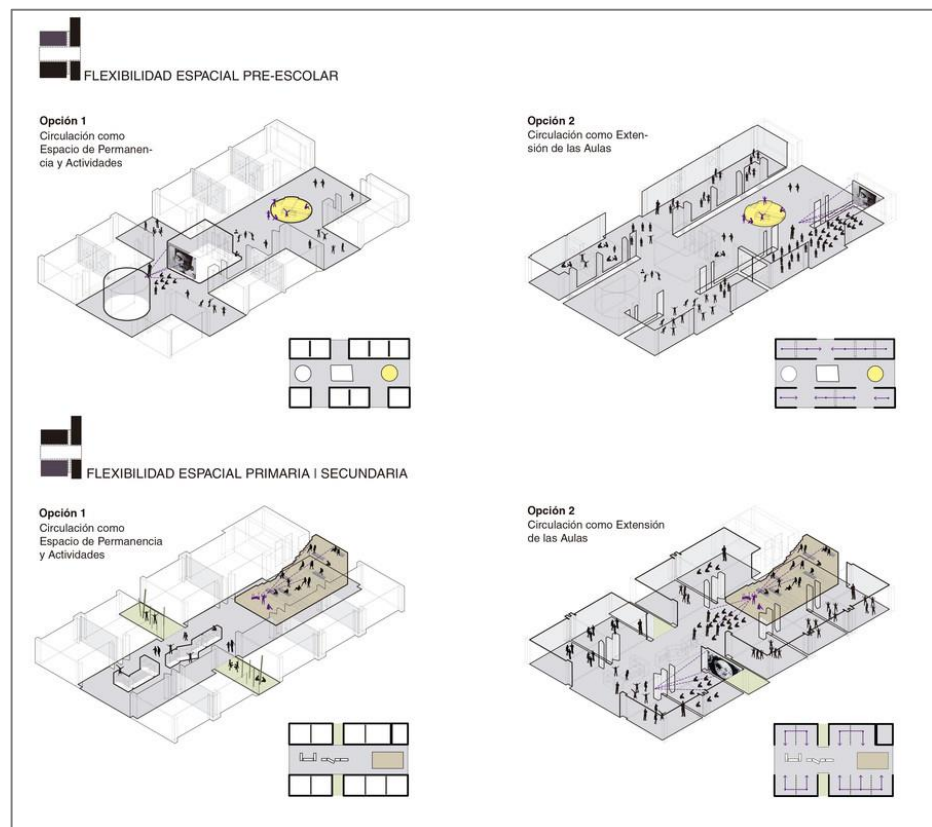 FLEXIBILIDAD ESPACIAL PRE-ESCOLAR
Opción 1
Circulación como
Espacio de Permanen-
cia y Actividades
Opción 2
Circulación como Exten-
sión de las Aulas
FLEXIBILIDAD ESPACIAL PRIMARIA I SECUNDARIA
Opción 1
Circulación como
Espacio de Permanencia
y Actividades
Opción 2
Circulación como Extensión
de las Aulas